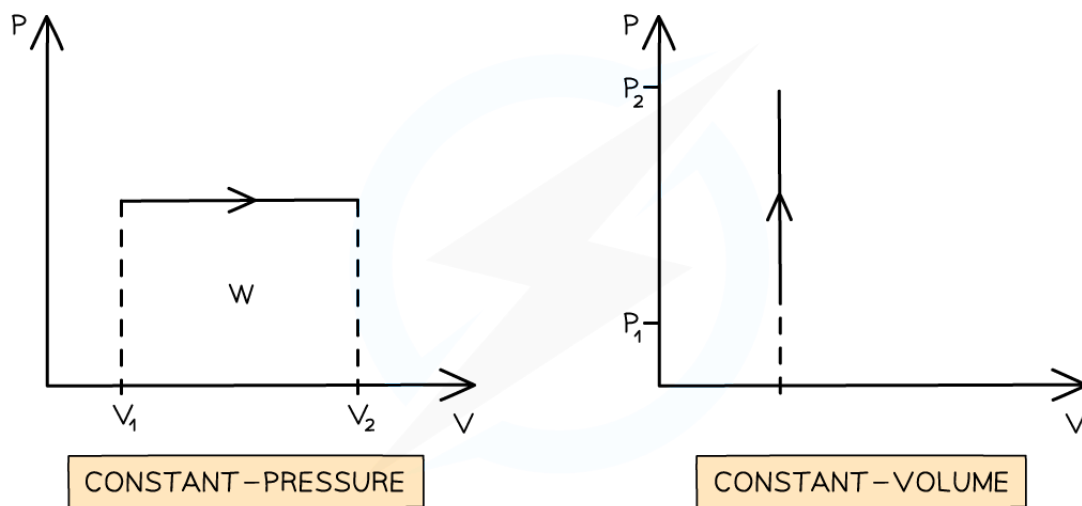 P
W
V₁
V₂
V
CONSTANT-PRESSURE
P
P₂
P₁
V
CONSTANT-VOLUME